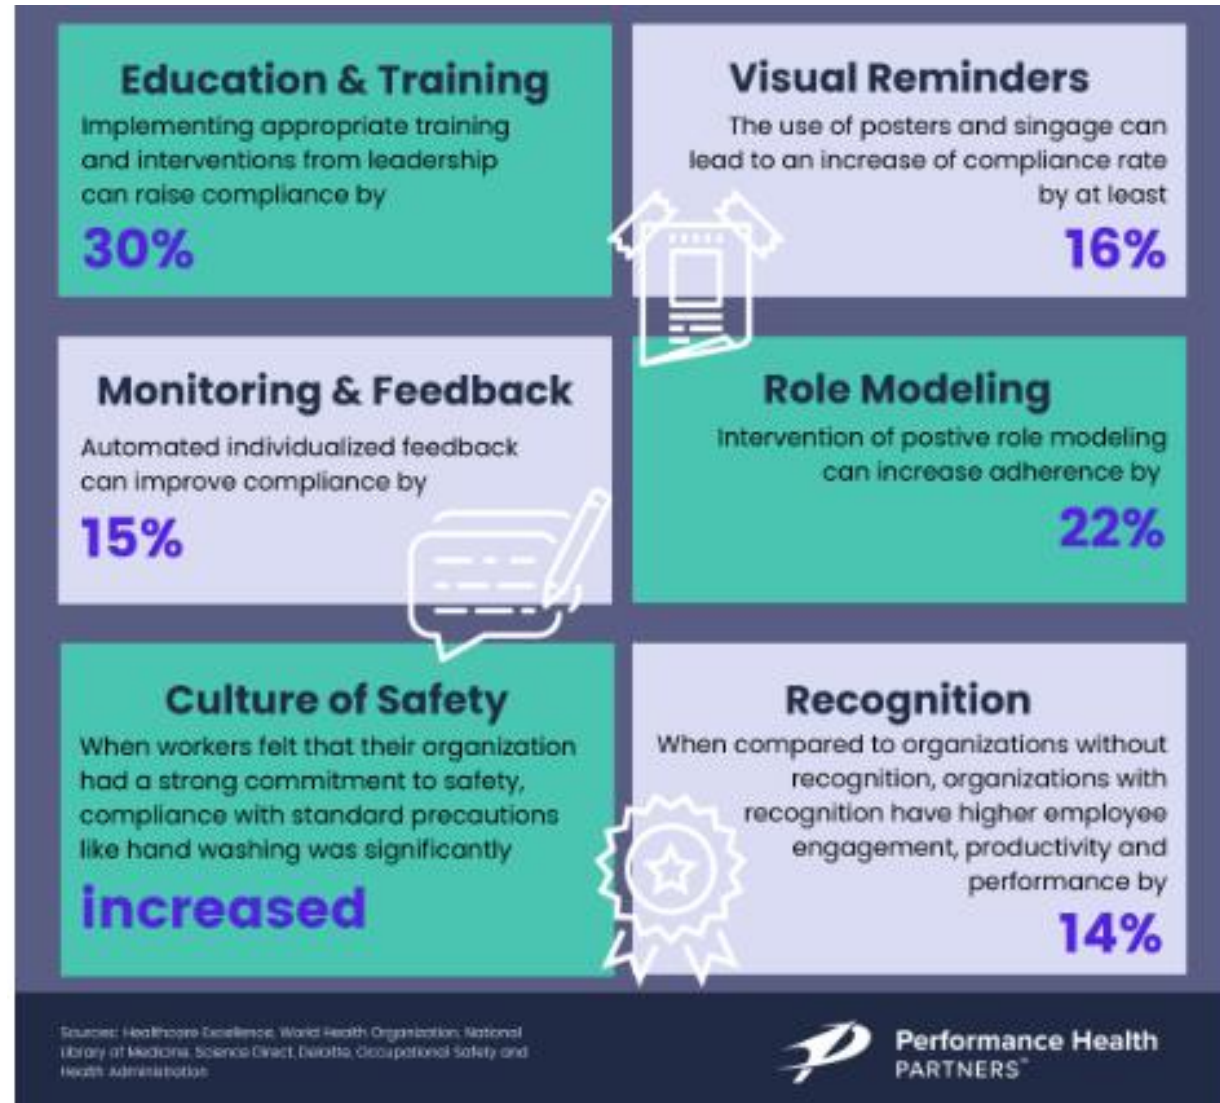 Education & Training
Implementing appropriate training
and interventions from leadership
can raise compliance by
30%
Visual Reminders
The use of posters and singage can
lead to an increase of compliance rate
by at least
16%
Monitoring & Feedback
Automated individualized feedback
can improve compliance by
15%
Role Modeling
Intervention of postive role modeling
can increase adherence by
22%
Culture of Safety
When workers felt that their organization
had a strong commitment to safety,
compliance with standard precautions
like hand washing was significantly
increased
Recognition
When compared to organizations without
recognition, organizations with
recognition have higher employee
engagement, productivity and
performance by
14%
Sources: Healthcare Excellence, World Health Organization, National
Library of Medicine, Science Direct, Deloitte, Occupational Safety and
Health Administration
Performance Health
PARTNERS™